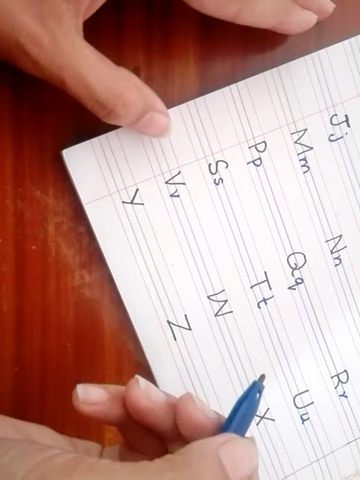 Jj
Mm Nn
Pp Qq Rr
Ss Tt Uu
Vv W X
Y Z